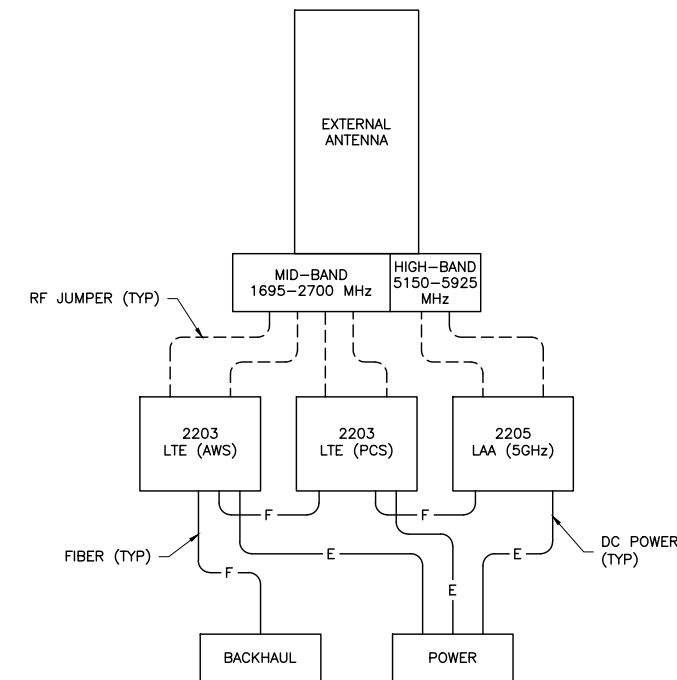 EXTERNAL
ANTENNA
MID-BAND
1695-2700 MHz
HIGH-BAND
5150-5925
MHz
RF JUMPER (TYP)
2203
LTE (AWS)
2203
LTE (PCS)
2205
LAA (5GHz)
F
F
DC POWER
(TYP)
FIBER (TYP)
E
E
F
E
BACKHAUL
POWER